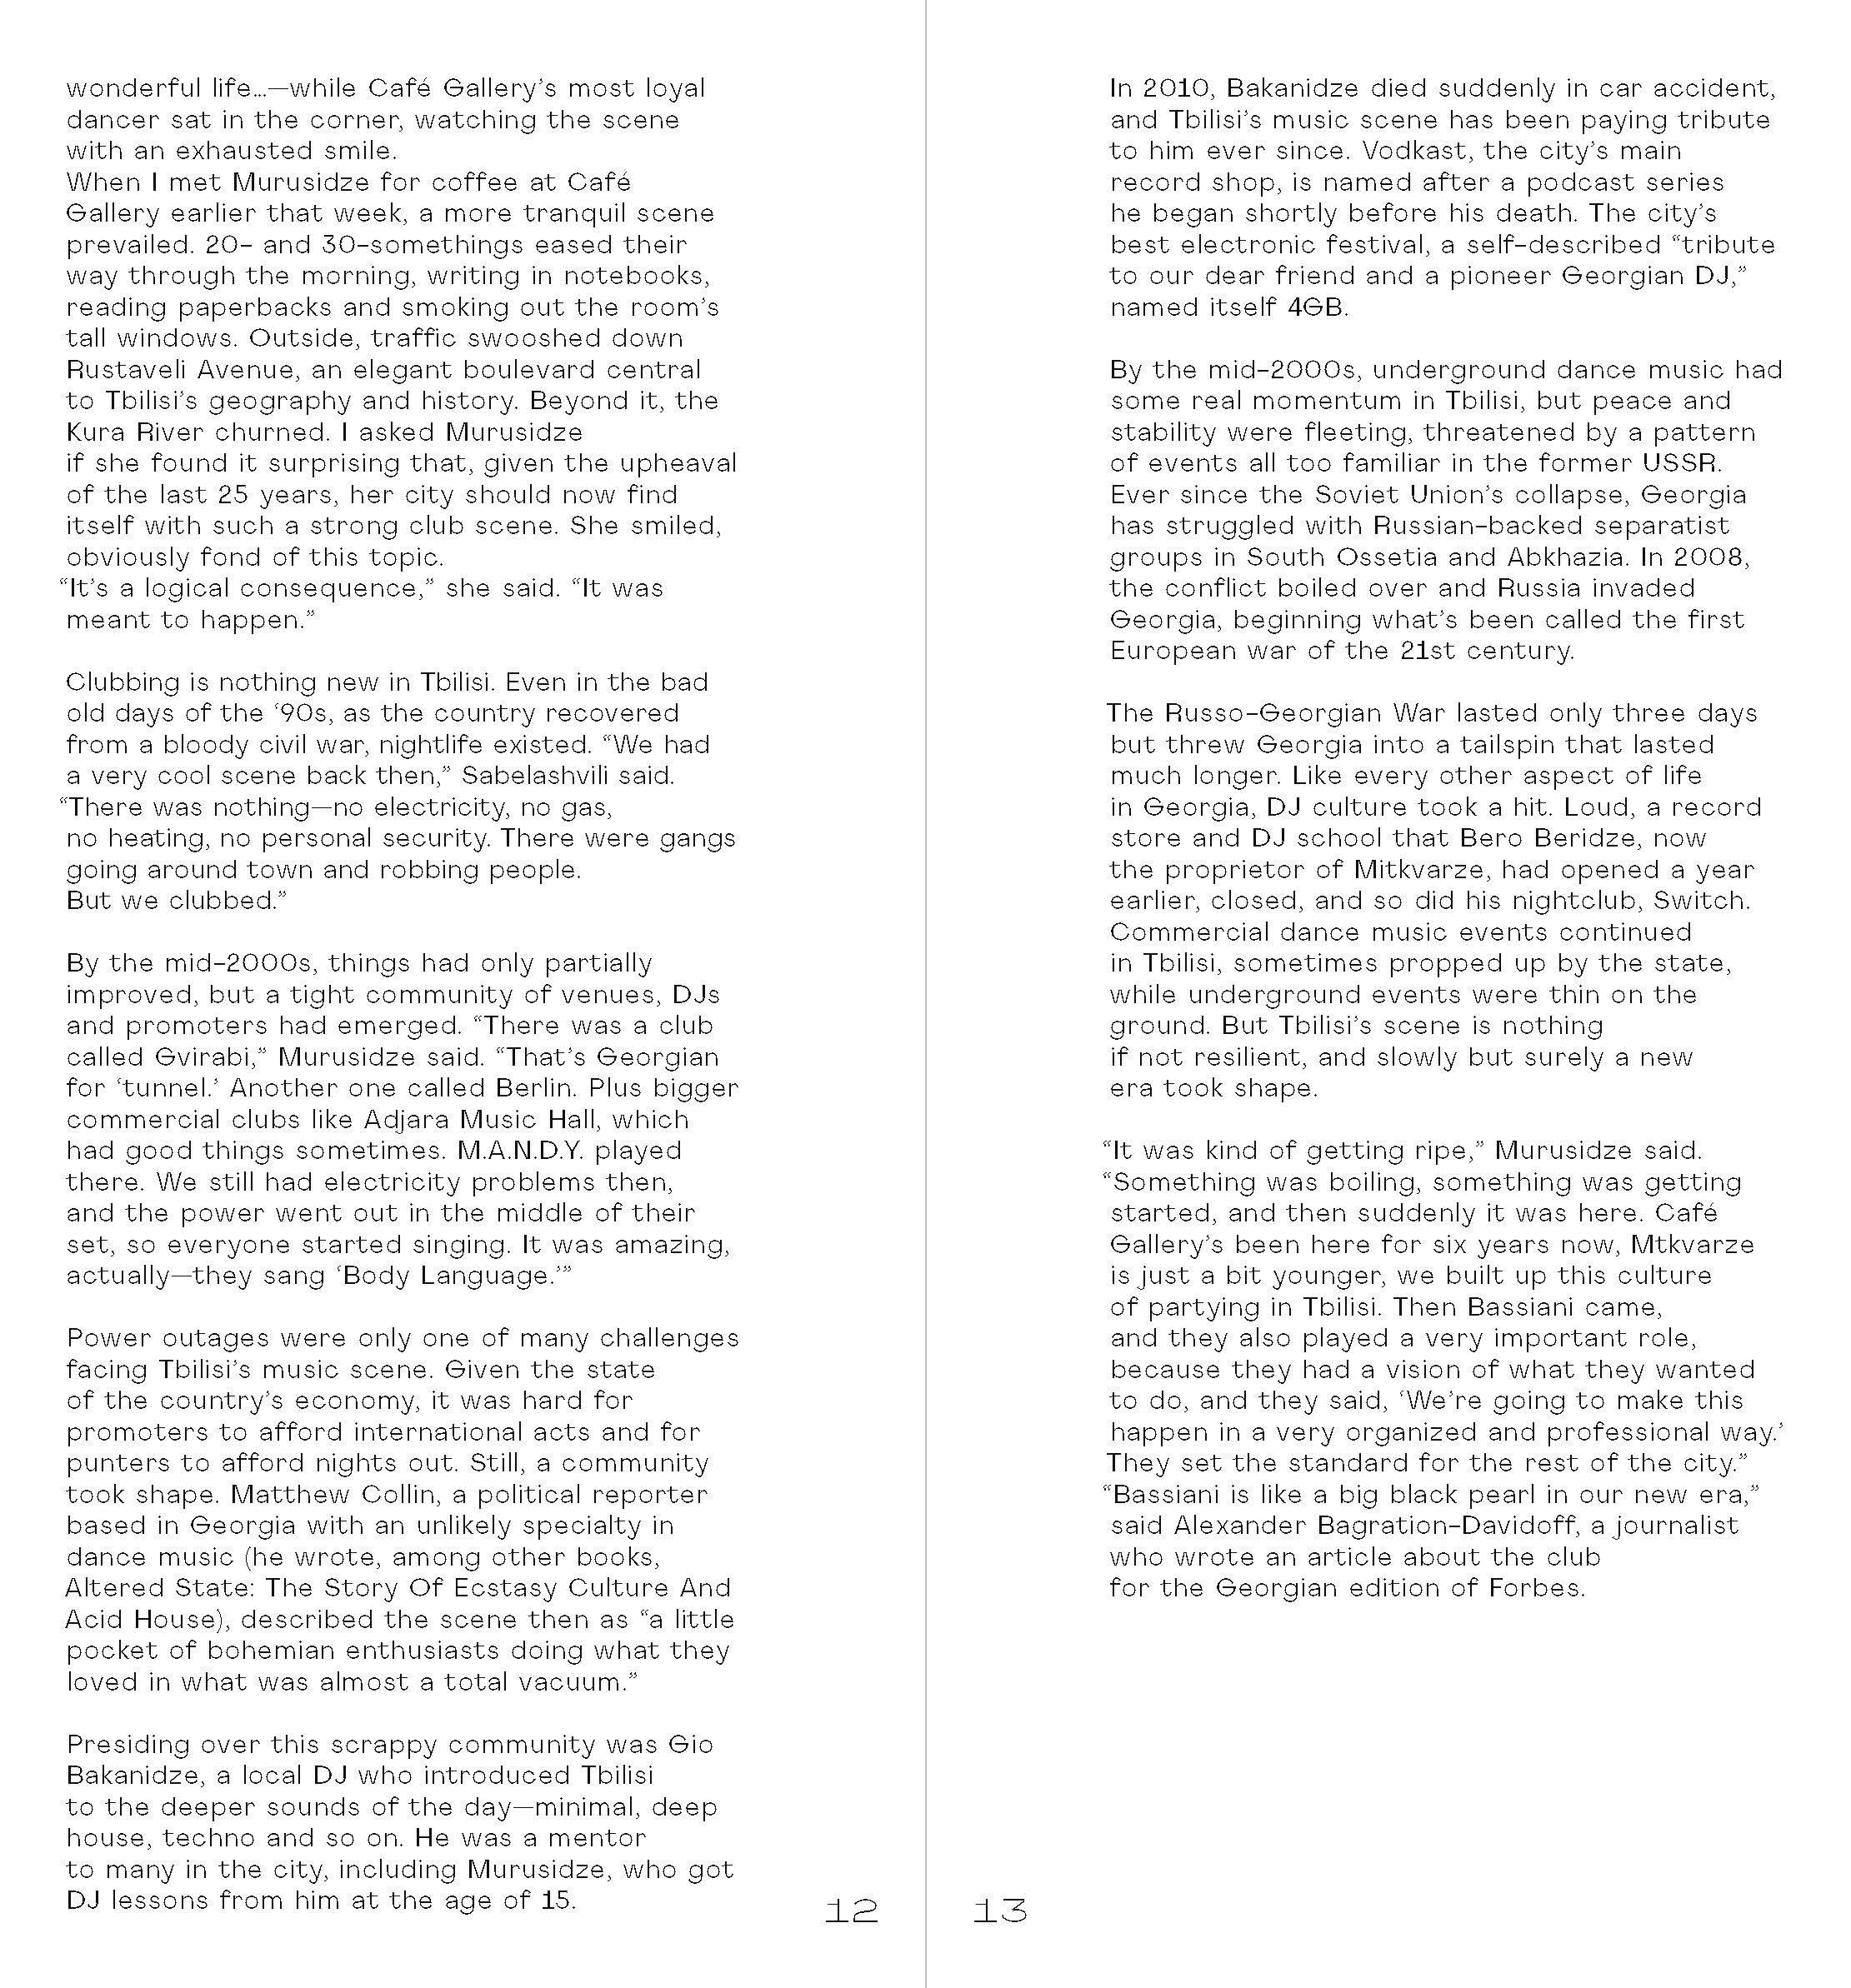 wonderful life…—while Café Gallery’s most loyal
dancer sat in the corner, watching the scene
with an exhausted smile.
When I met Murusidze for coffee at Café
Gallery earlier that week, a more tranquil scene
prevailed. 20- and 30-somethings eased their
way through the morning, writing in notebooks,
reading paperbacks and smoking out the room’s
tall windows. Outside, traffic swooshed down
Rustaveli Avenue, an elegant boulevard central
to Tbilisi’s geography and history. Beyond it, the
Kura River churned. I asked Murusidze
if she found it surprising that, given the upheaval
of the last 25 years, her city should now find
itself with such a strong club scene. She smiled,
obviously fond of this topic.
“It’s a logical consequence,” she said. “It was
meant to happen.”

Clubbing is nothing new in Tbilisi. Even in the bad
old days of the ‘90s, as the country recovered
from a bloody civil war, nightlife existed. “We had
a very cool scene back then,” Sabelashvili said.
“There was nothing—no electricity, no gas,
no heating, no personal security. There were gangs
going around town and robbing people.
But we clubbed.”

By the mid-2000s, things had only partially
improved, but a tight community of venues, DJs
and promoters had emerged. “There was a club
called Gvirabi,” Murusidze said. “That’s Georgian
for ‘tunnel.’ Another one called Berlin. Plus bigger
commercial clubs like Adjara Music Hall, which
had good things sometimes. M.A.N.D.Y. played
there. We still had electricity problems then,
and the power went out in the middle of their
set, so everyone started singing. It was amazing,
actually—they sang ‘Body Language.’”

Power outages were only one of many challenges
facing Tbilisi’s music scene. Given the state
of the country’s economy, it was hard for
promoters to afford international acts and for
punters to afford nights out. Still, a community
took shape. Matthew Collin, a political reporter
based in Georgia with an unlikely specialty in
dance music (he wrote, among other books,
Altered State: The Story Of Ecstasy Culture And
Acid House), described the scene then as “a little
pocket of bohemian enthusiasts doing what they
loved in what was almost a total vacuum.”

Presiding over this scrappy community was Gio
Bakanidze, a local DJ who introduced Tbilisi
to the deeper sounds of the day—minimal, deep
house, techno and so on. He was a mentor
to many in the city, including Murusidze, who got
DJ lessons from him at the age of 15.
12

In 2010, Bakanidze died suddenly in car accident,
and Tbilisi’s music scene has been paying tribute
to him ever since. Vodkast, the city’s main
record shop, is named after a podcast series
he began shortly before his death. The city’s
best electronic festival, a self-described “tribute
to our dear friend and a pioneer Georgian DJ,”
named itself 4GB.

By the mid-2000s, underground dance music had
some real momentum in Tbilisi, but peace and
stability were fleeting, threatened by a pattern
of events all too familiar in the former USSR.
Ever since the Soviet Union’s collapse, Georgia
has struggled with Russian-backed separatist
groups in South Ossetia and Abkhazia. In 2008,
the conflict boiled over and Russia invaded
Georgia, beginning what’s been called the first
European war of the 21st century.

The Russo-Georgian War lasted only three days
but threw Georgia into a tailspin that lasted
much longer. Like every other aspect of life
in Georgia, DJ culture took a hit. Loud, a record
store and DJ school that Bero Beridze, now
the proprietor of Mitkvarze, had opened a year
earlier, closed, and so did his nightclub, Switch.
Commercial dance music events continued
in Tbilisi, sometimes propped up by the state,
while underground events were thin on the
ground. But Tbilisi’s scene is nothing
if not resilient, and slowly but surely a new
era took shape.

“It was kind of getting ripe,” Murusidze said.
“Something was boiling, something was getting
started, and then suddenly it was here. Café
Gallery’s been here for six years now, Mtkvarze
is just a bit younger, we built up this culture
of partying in Tbilisi. Then Bassiani came,
and they also played a very important role,
because they had a vision of what they wanted
to do, and they said, ‘We’re going to make this
happen in a very organized and professional way.’
They set the standard for the rest of the city.”
“Bassiani is like a big black pearl in our new era,”
said Alexander Bagration-Davidoff, a journalist
who wrote an article about the club
for the Georgian edition of Forbes.
13